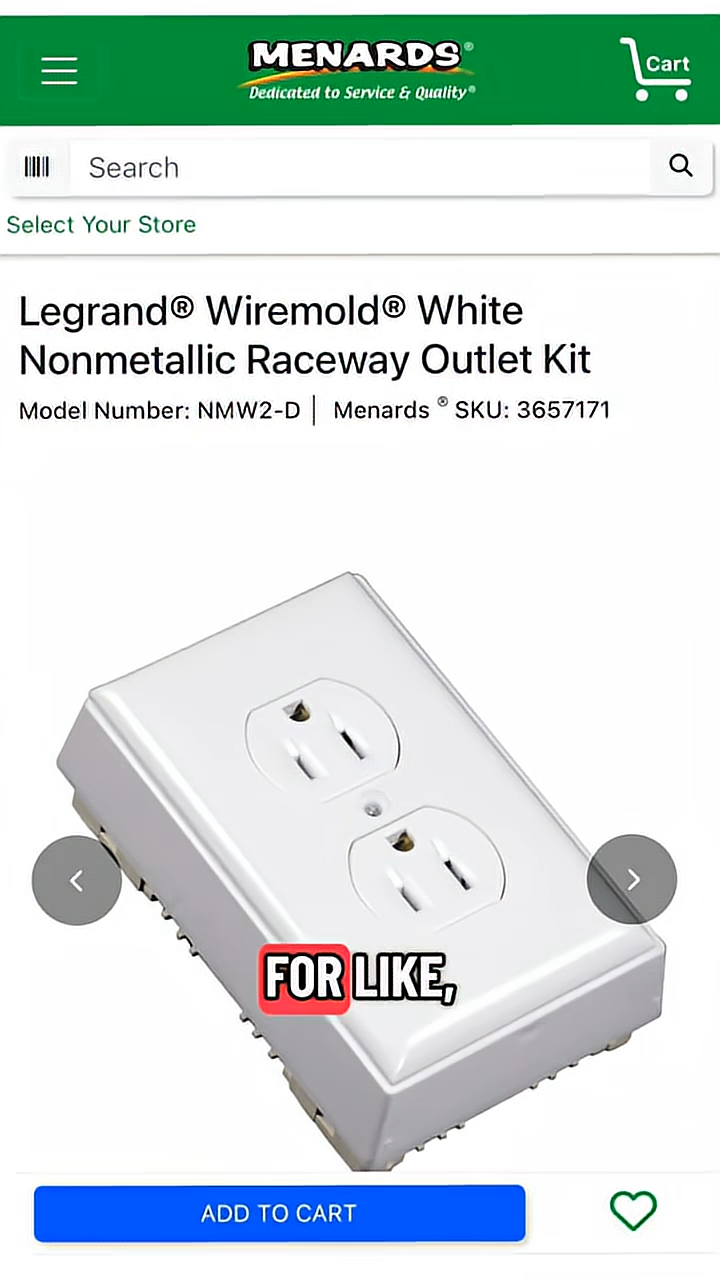 MENARDS®
Dedicated to Service & Quality®
Cart
Search
Select Your Store
Legrand® Wiremold® White
Nonmetallic Raceway Outlet Kit
Model Number: NMW2-D | Menards ® SKU: 3657171
FOR LIKE,
ADD TO CART